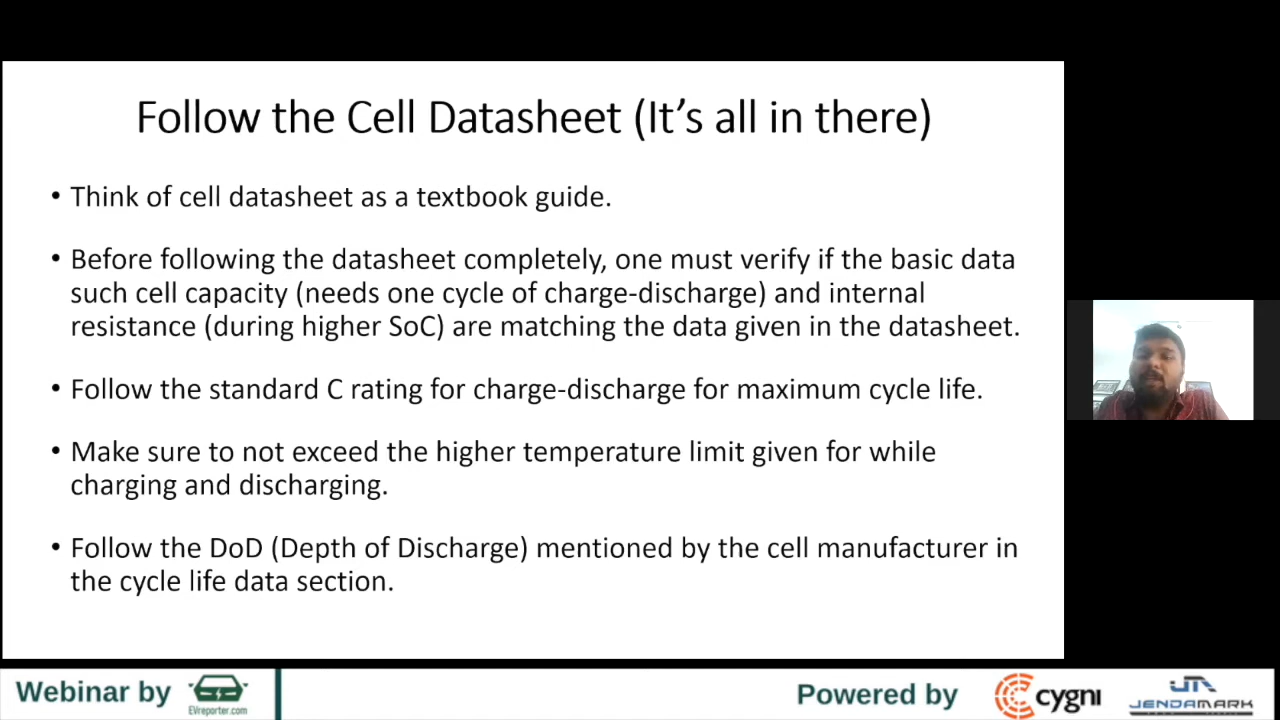 Follow the Cell Datasheet (It’s all in there)
• Think of cell datasheet as a textbook guide.
• Before following the datasheet completely, one must verify if the basic data
such cell capacity (needs one cycle of charge-discharge) and internal
resistance (during higher SoC) are matching the data given in the datasheet.
• Follow the standard C rating for charge-discharge for maximum cycle life.
• Make sure to not exceed the higher temperature limit given for while
charging and discharging.
• Follow the DoD (Depth of Discharge) mentioned by the cell manufacturer in
the cycle life data section.
Webinar by
EVreporter.com
Powered by
cygni
JENDAMARK